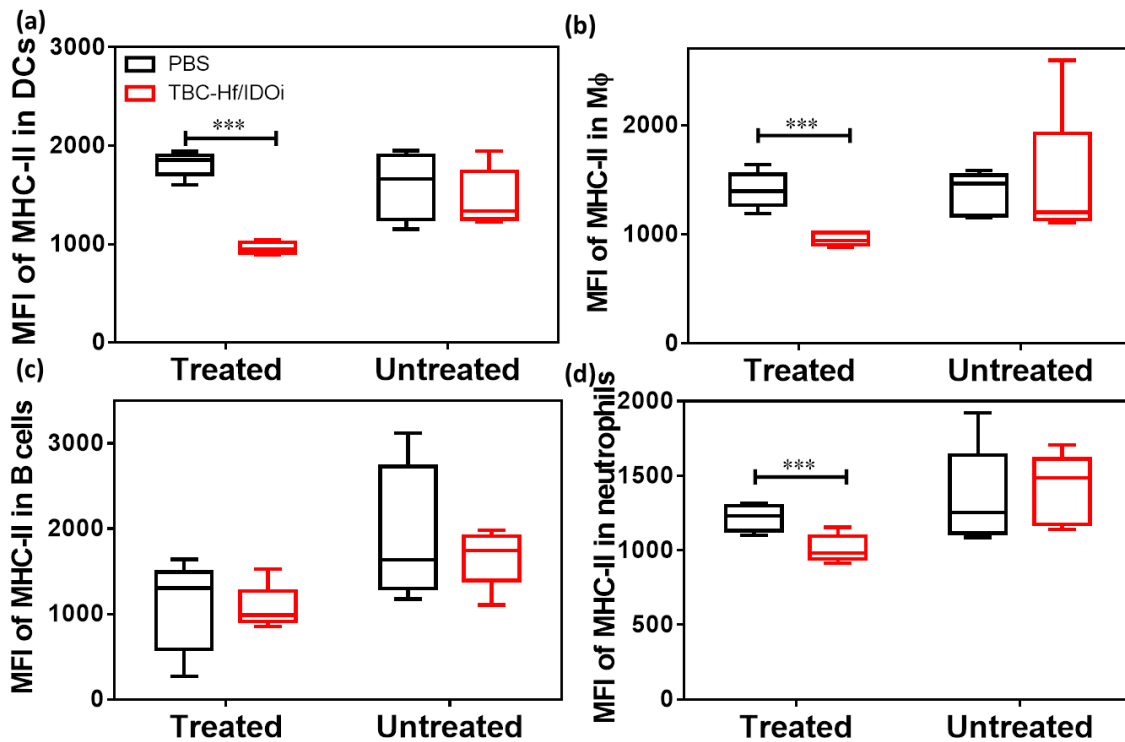 (a)
MFI of MHC-II in DCs
3000
2000
1000
0
PBS
TBC-Hf/IDOi
***
Treated
Untreated
(b)
MFI of MHC-II in Mϕ
2000
1000
0
***
Treated
Untreated
(c)
MFI of MHC-II in B cells
3000
2000
1000
0
Treated
Untreated
(d)
MFI of MHC-II in neutrophils
2000
1500
1000
500
0
***
Treated
Untreated